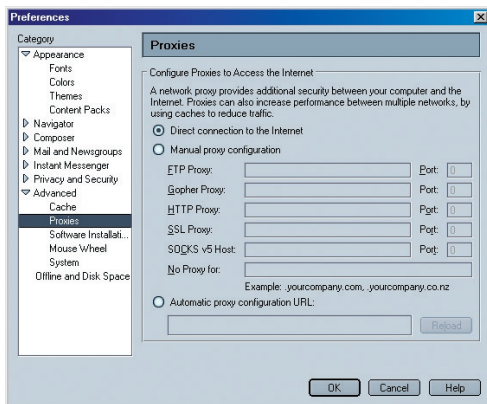 Preferences
Category
Appearance
Fonts
Colors
Themes
Content Packs
Navigator
Composer
Mail and Newsgroups
Instant Messenger
Privacy and Security
Advanced
Cache
Proxies
Software Installati...
Mouse Wheel
System
Offline and Disk Space
Proxies
Configure Proxies to Access the Internet
A network proxy provides additional security between your computer and the
Internet. Proxies can also increase performance between multiple networks, by
using caches to reduce traffic.
Direct connection to the Internet
Manual proxy configuration
FTP Proxy: Port: 0
Gopher Proxy: Port: 0
HTTP Proxy: Port: 0
SSL Proxy: Port: 0
SOCKS v5 Host: Port: 0
No Proxy for:
Example: .yourcompany.com, .yourcompany.co.nz
Automatic proxy configuration URL:
Reload
OK Cancel Help